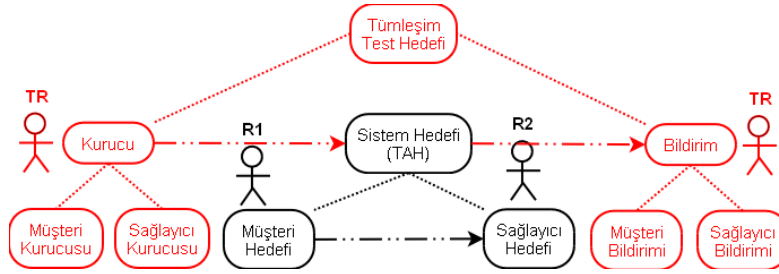 Tümleşim
Test Hedefi
TR
TR
R1
R2
Kurucu
Sistem Hedefi
(TAH)
Bildirim
Müşteri
Kurucusu
Sağlayıcı
Kurucusu
Müşteri
Hedefi
Sağlayıcı
Hedefi
Müşteri
Bildirimi
Sağlayıcı
Bildirimi